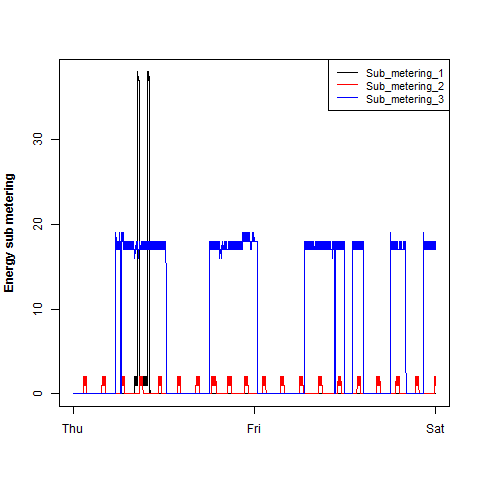 Sub_metering_1
Sub_metering_2
Sub_metering_3
Energy sub metering
30
20
10
0
Thu
Fri
Sat